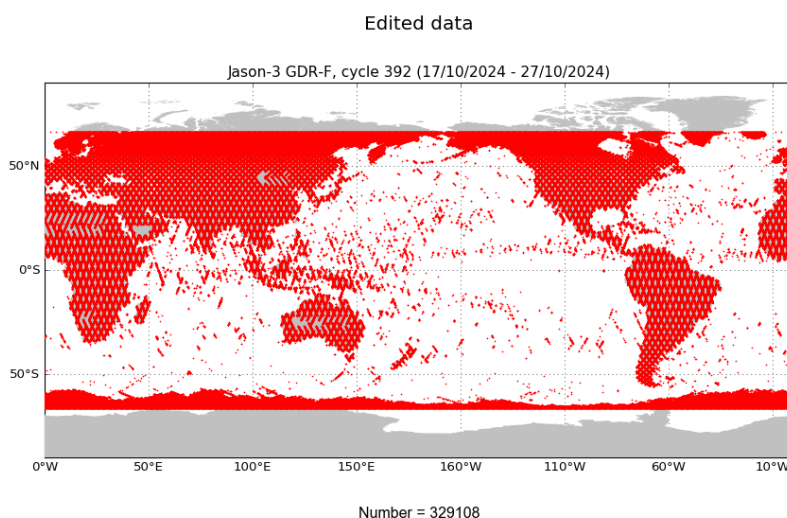 Edited data
Jason-3 GDR-F, cycle 392 (17/10/2024 - 27/10/2024)
50°N
0°S
50°S
0°W 50°E 100°E 150°E 160°W 110°W 60°W 10°W
Number = 329108